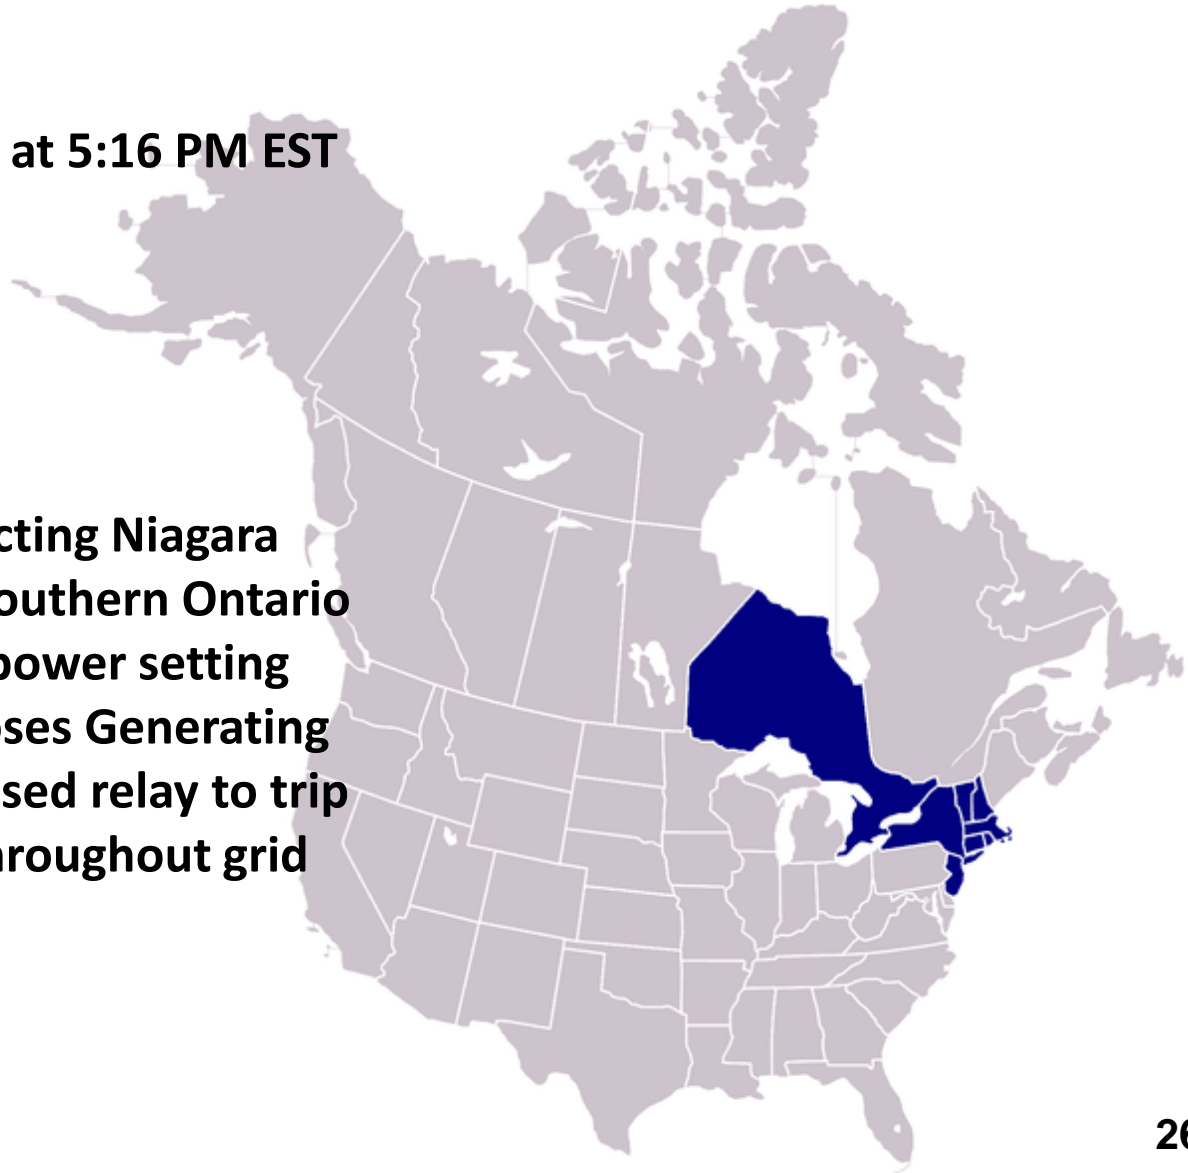 at 5:16 PM EST
cting Niagara
outhern Ontario
power setting
ses Generating
sed relay to trip
roughout grid
26